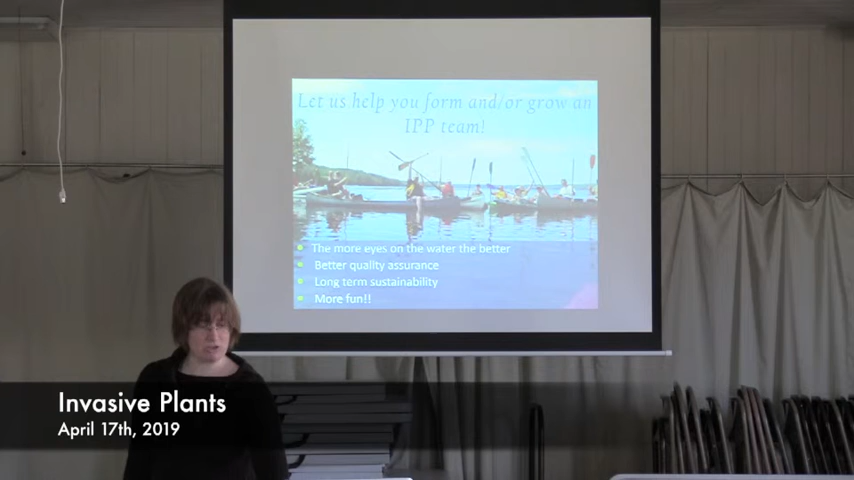 Let us help you form and/or grow an
IPP team!
The more eyes on the water the better
Better quality assurance
Long term sustainability
More fun!!
Invasive Plants
April 17th, 2019